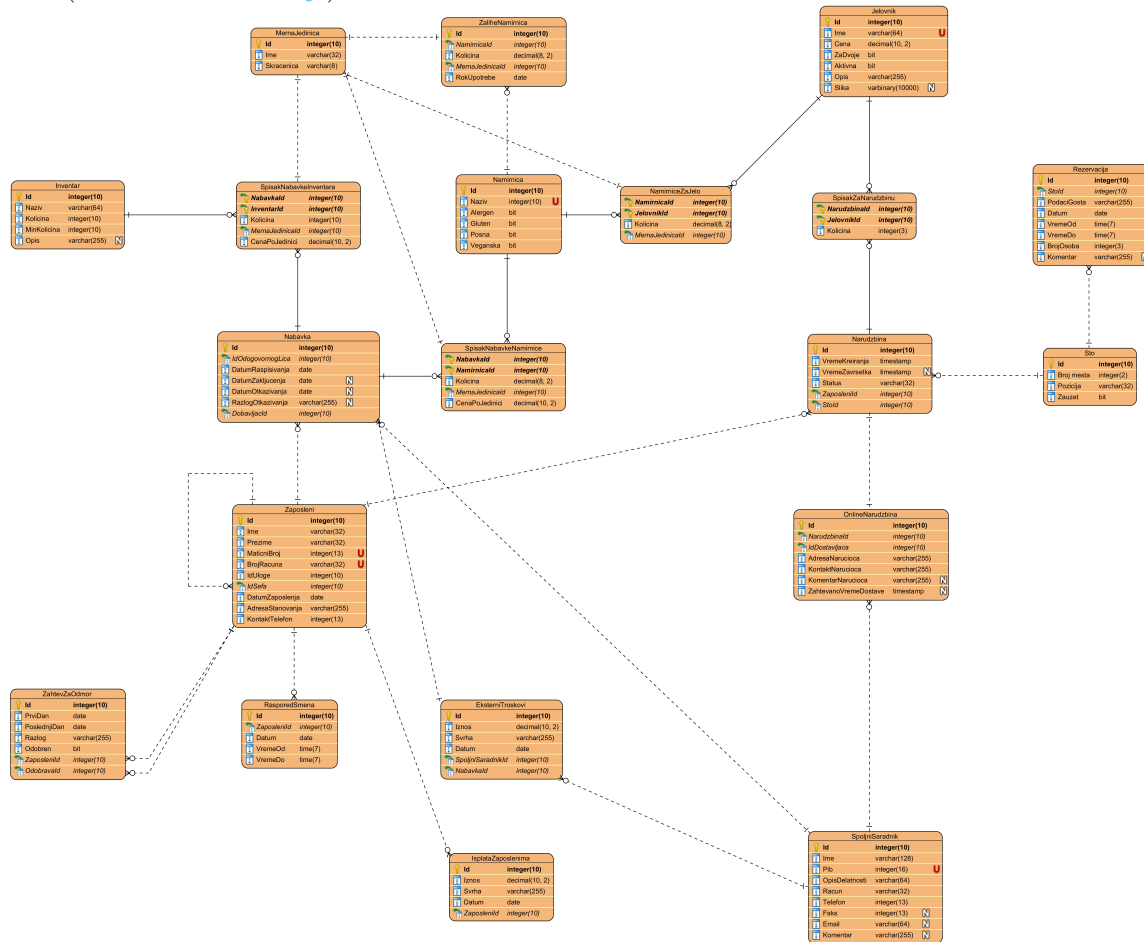 MernaJedinica
Id integer(10)
Ime varchar(32)
Skracenica varchar(8)
ZaliheNamirnica
Id integer(10)
NamirnicaId integer(10)
Kolicina decimal(8, 2)
MernaJedinicaId integer(10)
RokUpotrebe date
Jelovnik
Id integer(10)
Ime varchar(64) U
Cena decimal(10, 2)
ZaDvoje bit
Aktivna bit
Opis varchar(255)
Slika varbinary(10000) N
Inventar
Id integer(10)
Naziv varchar(64)
Kolicina integer(10)
MinKolicina integer(10)
Opis varchar(255) N
SpisakNabavkeInventara
NabavkaId integer(10)
InventarId integer(10)
Kolicina integer(10)
MernaJedinicaId integer(10)
CenaPoJedinici decimal(10, 2)
Namirnica
Id integer(10)
Naziv integer(10) U
Alergen bit
Gluten bit
Posna bit
Veganska bit
NamirniceZaJelo
NamirnicaId integer(10)
JelovnikId integer(10)
Kolicina decimal(8, 2)
MernaJedinicaId integer(10)
SpisakZaNarudzbinu
NarudzbinaId integer(10)
JelovnikId integer(10)
Kolicina integer(3)
Rezervacija
Id integer(10)
StoId integer(10)
PodaciGosta varchar(255)
Datum date
VremeOd time(7)
VremeDo time(7)
BrojOsoba integer(3)
Komentar varchar(255)
Nabavka
Id integer(10)
IdOdogovornogLica integer(10)
DatumRaspisivanja date
DatumZakljucenja date N
DatumOtkazivanja date N
RazlogOtkazivanja varchar(255) N
DobavljacId integer(10)
SpisakNabavkeNamirnice
NabavkaId integer(10)
NamirnicaId integer(10)
Kolicina decimal(8, 2)
MernaJedinicaId integer(10)
CenaPoJedinici decimal(10, 2)
Narudzbina
Id integer(10)
VremeKreiranja timestamp
VremeZavrsetka timestamp N
Status varchar(32)
ZaposleniId integer(10)
StoId integer(10)
Sto
Id integer(10)
Broj mesta integer(2)
Pozicija varchar(32)
Zauzet bit
Zaposleni
Id integer(10)
Ime varchar(32)
Prezime varchar(32)
MaticniBroj integer(13) U
BrojRacuna varchar(32) U
IdUloge integer(10)
IdSefa integer(10)
DatumZaposlenja date
AdresaStanovanja varchar(255)
KontaktTelefon integer(13)
OnlineNarudzbina
Id integer(10)
NarudzbinaId integer(10)
IdDostavljaca integer(10)
AdresaNarucioca varchar(255)
KontaktNarucioca varchar(255)
KomentarNarucioca varchar(255) N
ZahtevanoVremeDostave timestamp N
ZahtevZaOdmor
Id integer(10)
PrviDan date
PoslednjiDan date
Razlog varchar(255)
Odobren bit
ZaposleniId integer(10)
OdobravaId integer(10)
RasporedSmena
Id integer(10)
ZaposleniId integer(10)
Datum date
VremeOd time(7)
VremeDo time(7)
EksterniTroskovi
Id integer(10)
Iznos decimal(10, 2)
Svrha varchar(255)
Datum date
SpoljniSaradnikId integer(10)
NabavkaId integer(10)
IsplataZaposlenima
Id integer(10)
Iznos decimal(10, 2)
Svrha varchar(255)
Datum date
ZaposleniId integer(10)
SpoljniSaradnik
Id integer(10)
Ime varchar(128)
Pib integer(16) U
OpisDelatnosti varchar(64)
Racun varchar(32)
Telefon integer(13)
Faks integer(13) N
Email varchar(64) N
Komentar varchar(255) N